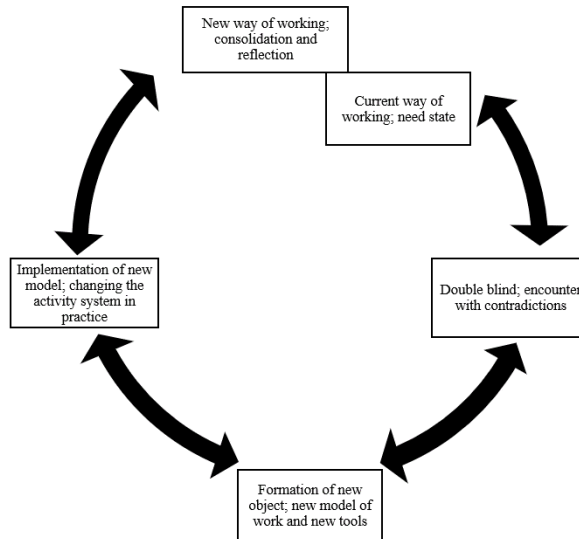 New way of working;
consolidation and
reflection
Current way of
working; need state
Double blind; encounter
with contradictions
Formation of new
object; new model of
work and new tools
Implementation of new
model; changing the
activity system in
practice